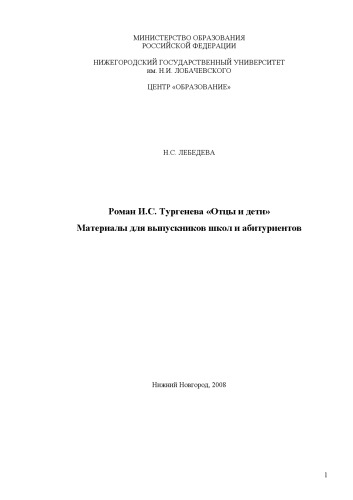 МИНИСТЕРСТВО ОБРАЗОВАНИЯ
РОССИЙСКОЙ ФЕДЕРАЦИИ
НИЖЕГОРОДСКИЙ ГОСУДАРСТВЕННЫЙ УНИВЕРСИТЕТ
им. Н.И. ЛОБАЧЕВСКОГО
ЦЕНТР «ОБРАЗОВАНИЕ»
Н.С. ЛЕБЕДЕВА
Роман И.С. Тургенева «Отцы и дети»
Материалы для выпускников школ и абитуриентов
Нижний Новгород, 2008
1